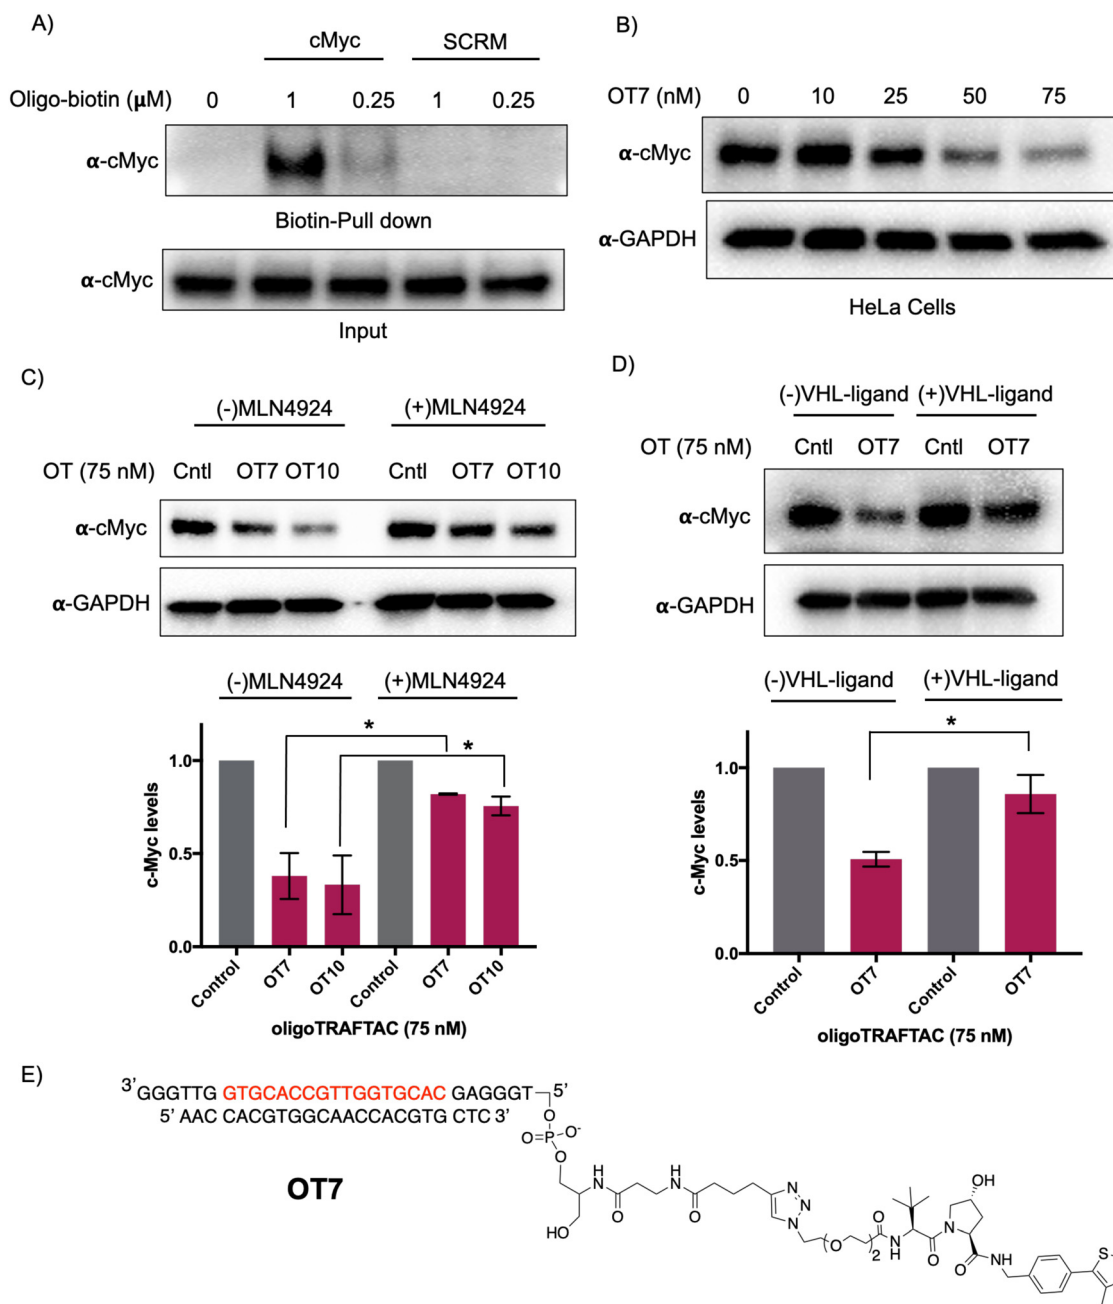 A)
cMyc SCRM
Oligo-biotin (μM) 0 1 0.25 1 0.25
α-cMyc
Biotin-Pull down
α-cMyc
Input
B)
OT7 (nM) 0 10 25 50 75
α-cMyc
α-GAPDH
HeLa Cells
C)
(-)MLN4924 (+)MLN4924
OT (75 nM) Cntl OT7 OT10 Cntl OT7 OT10
α-cMyc
α-GAPDH
(-)MLN4924 (+)MLN4924
* *
c-Myc levels
1.0
0.5
0.0
Control OT7 OT10 Control OT7 OT10
oligoTRAFTAC (75 nM)
D)
(-)VHL-ligand (+)VHL-ligand
OT (75 nM) Cntl OT7 Cntl OT7
α-cMyc
α-GAPDH
(-)VHL-ligand (+)VHL-ligand
*
c-Myc levels
1.0
0.5
0.0
Control OT7 Control OT7
oligoTRAFTAC (75 nM)
E)
3’ GGGTTG GTGCACCGTTGGTGCAC GAGGGT 5’
5’ AAC CACGTGGCAACCACGTG CTC 3’
OT7
O
O=P-O-
O
HO
H
N
O
H
N
O
N
N
N
O
2
O
N
H
O
N
OH
O
NH
S